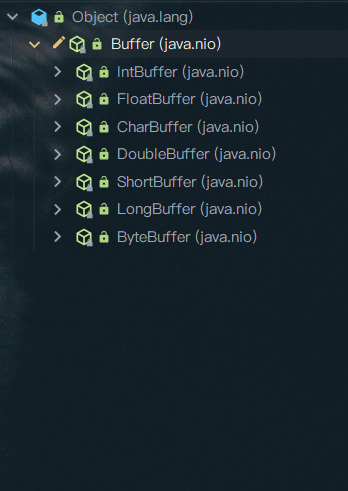 Object (java.lang)
Buffer (java.nio)
IntBuffer (java.nio)
FloatBuffer (java.nio)
CharBuffer (java.nio)
DoubleBuffer (java.nio)
ShortBuffer (java.nio)
LongBuffer (java.nio)
ByteBuffer (java.nio)